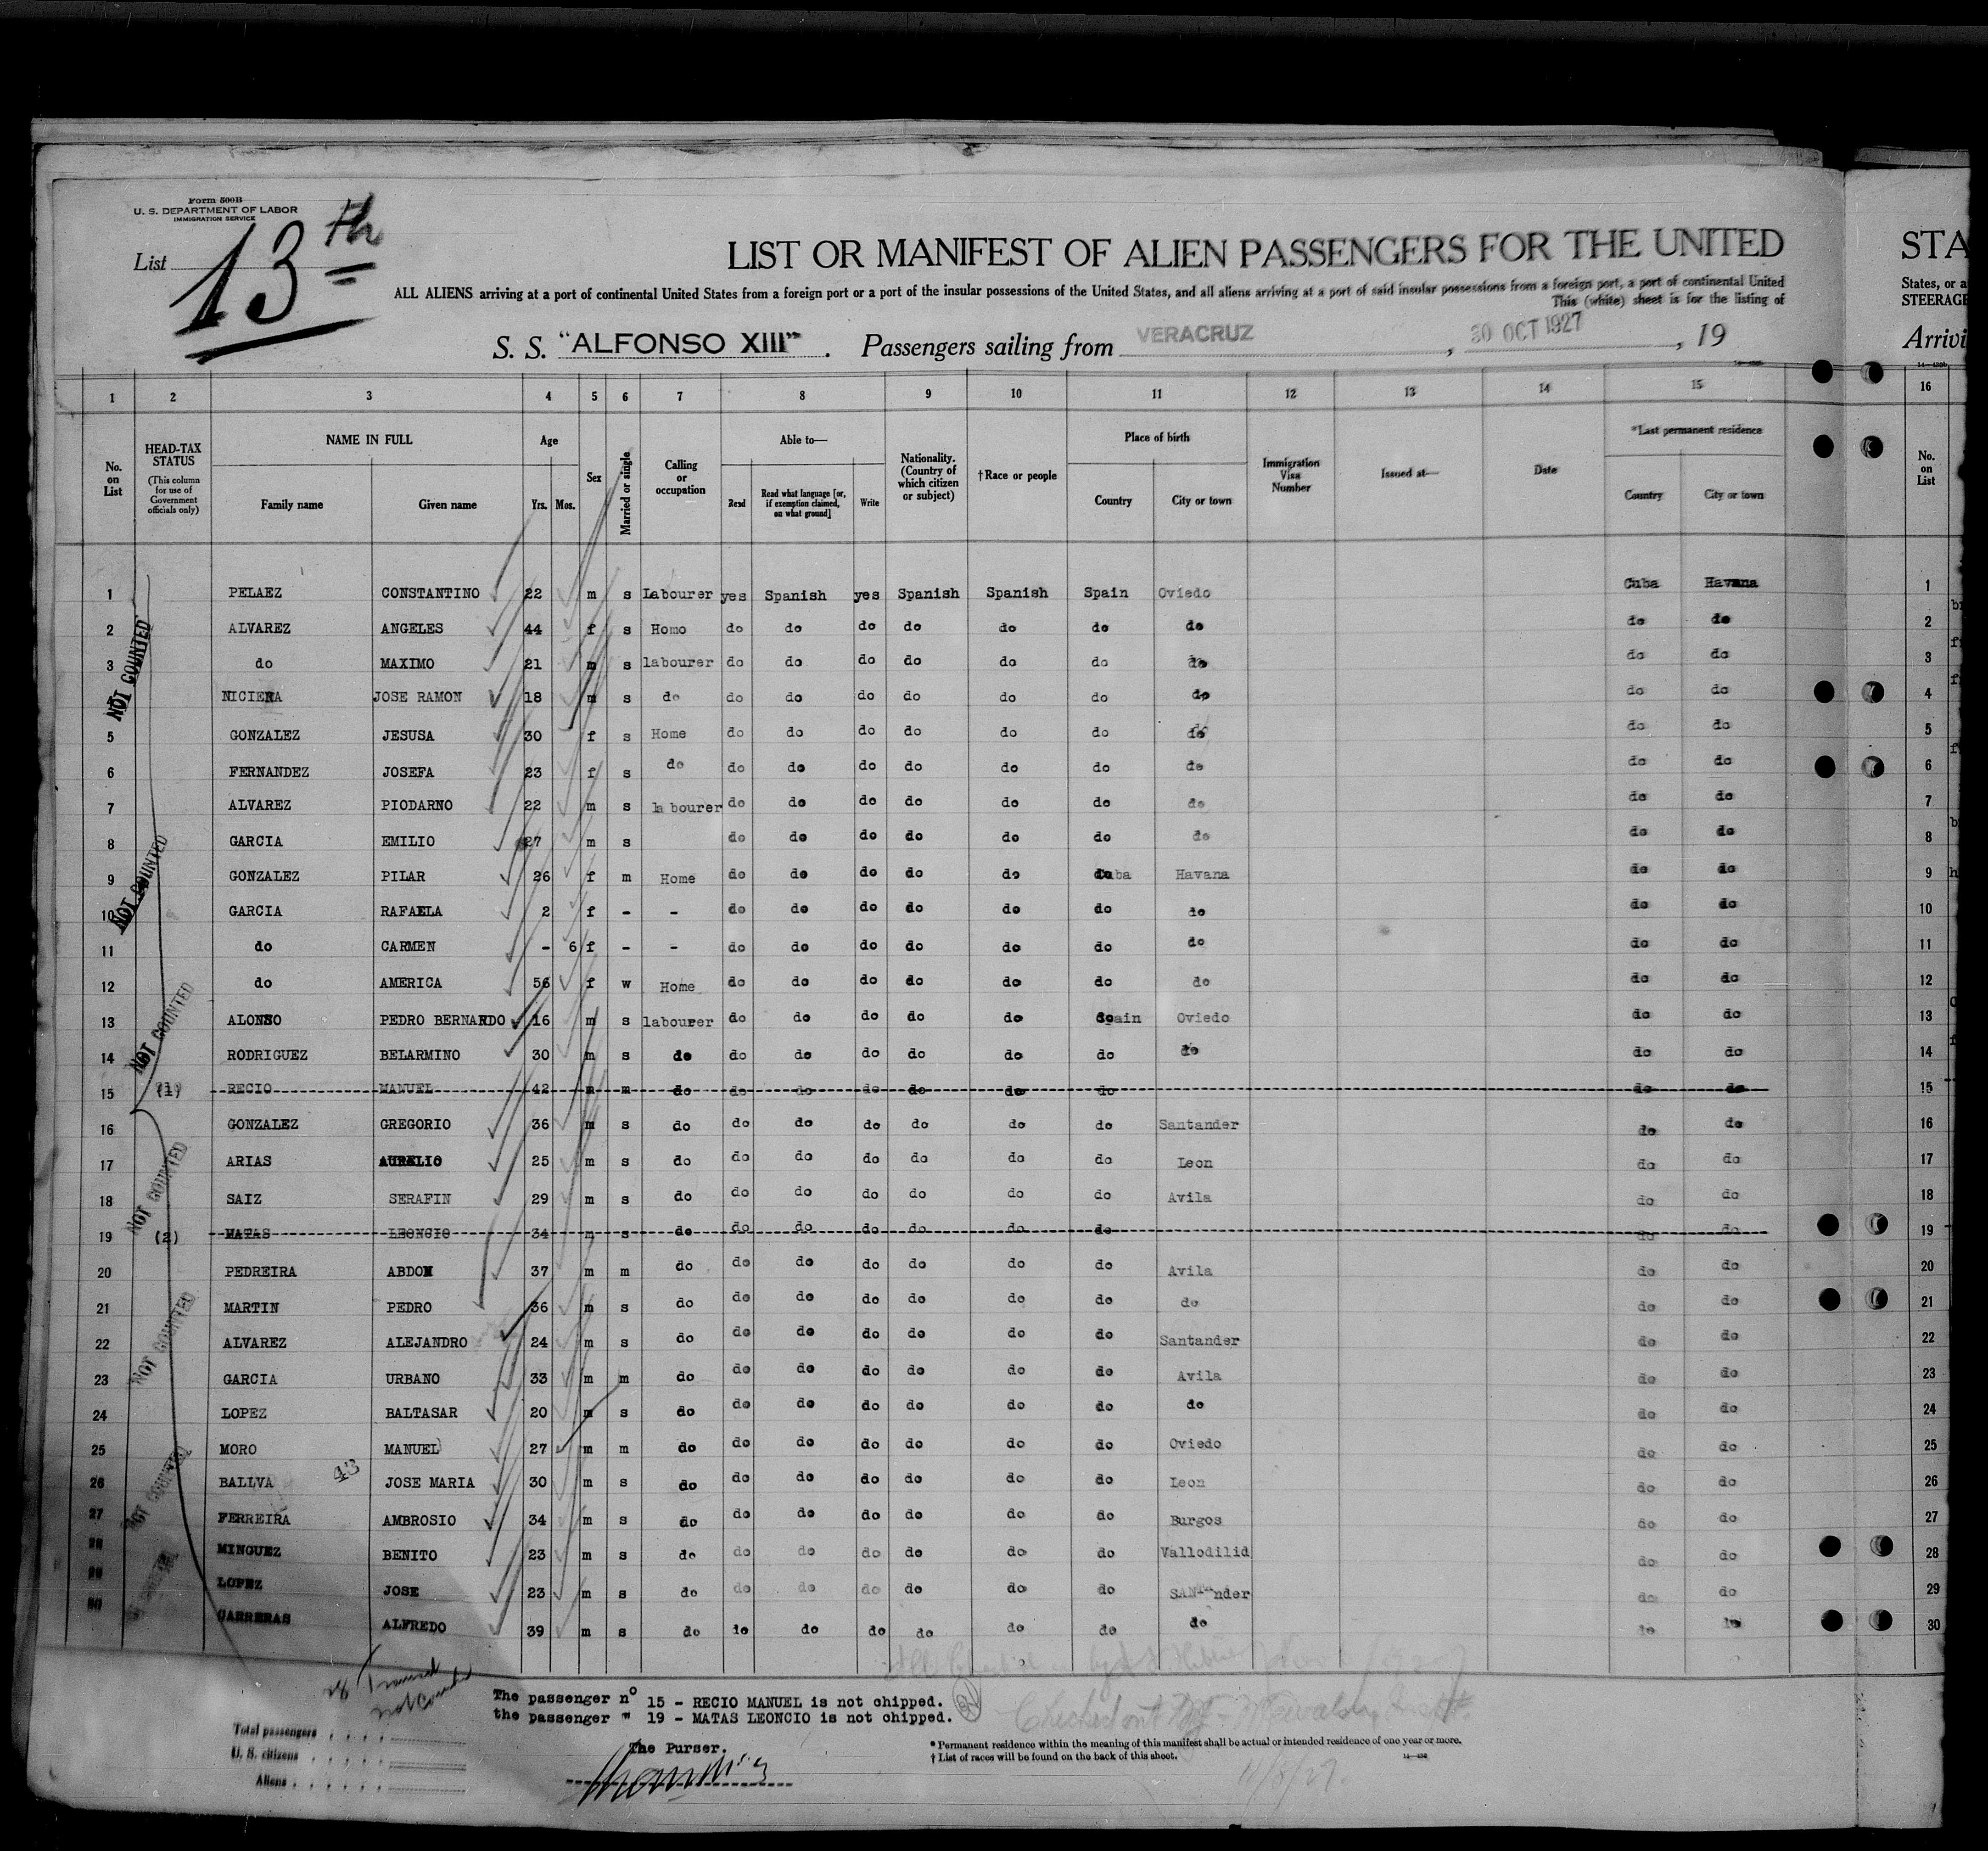 Form 500B
U. S. DEPARTMENT OF LABOR
IMMIGRATION SERVICE
List 13th
LIST OR MANIFEST OF ALIEN PASSENGERS FOR THE UNITED
STA
ALL ALIENS arriving at a port of continental United States from a foreign port or a port of the insular possessions of the United States, and all aliens arriving at a port of said insular possessions from a foreign port, a port of continental United
States, or a
This (white) sheet is for the listing of
STEERAGE
S. S. "ALFONSO XIII" . Passengers sailing from VERACRUZ , 30 OCT 1927 , 19
Arrivi
1 2 3 4 5 6 7 8 9 10 11 12 13 14 15 16
No. on List
HEAD-TAX STATUS (This column for use of Government officials only)
NAME IN FULL Family name Given name
Age Yrs. Mos.
Sex
Married or single
Calling or occupation
Able to— Read Read what language [or, if exemption claimed, on what ground] Write
Nationality. (Country of which citizen or subject)
†Race or people
Place of birth Country City or town
Immigration Visa Number
Issued at—
Date
*Last permanent residence Country City or town
No. on List
1 PELAEZ CONSTANTINO 22 m s Labourer yes Spanish yes Spanish Spanish Spain Oviedo Cuba Havana 1
2 ALVAREZ ANGELES 44 f s Homo do do do do do do do do do 2
3 do MAXIMO 21 m s labourer do do do do do do do do do 3
4 NICIERA JOSE RAMON 18 m s do do do do do do do do do do 4
5 GONZALEZ JESUSA 30 f s Home do do do do do do do do do 5
6 FERNANDEZ JOSEFA 23 f s do do do do do do do do do do 6
7 ALVAREZ PIODARNO 22 m s labourer do do do do do do do do do 7
8 GARCIA EMILIO 27 m s do do do do do do do do do 8
9 GONZALEZ PILAR 26 f m Home do do do do do Cuba Havana do do 9
10 GARCIA RAFAELA 2 f - - do do do do do do do do do 10
11 do CARMEN - 6 f - - do do do do do do do do do 11
12 do AMERICA 56 f w Home do do do do do do do do do 12
13 ALONSO PEDRO BERNARDO 16 m s labourer do do do do do Spain Oviedo do do 13
14 RODRIGUEZ BELARMINO 30 m s do do do do do do do do do do 14
15 (1) RECIO MANUEL 42 m m do do do do do do do do do 15
16 GONZALEZ GREGORIO 36 m s do do do do do do do Santander do do 16
17 ARIAS AURELIO 25 m s do do do do do do do Leon do do 17
18 SAIZ SERAFIN 29 m s do do do do do do do Avila do do 18
19 (2) MATAS LEONCIO 34 m s do do do do do do do do do 19
20 PEDREIRA ABDON 37 m m do do do do do do do Avila do do 20
21 MARTIN PEDRO 36 m s do do do do do do do do do do 21
22 ALVAREZ ALEJANDRO 24 m s do do do do do do do Santander do do 22
23 GARCIA URBANO 33 m m do do do do do do do Avila do do 23
24 LOPEZ BALTASAR 20 m s do do do do do do do do do do 24
25 MORO MANUEL 27 m m do do do do do do do Oviedo do do 25
26 BALLVA 43 JOSE MARIA 30 m s do do do do do do do Leon do do 26
27 FERREIRA AMBROSIO 34 m s do do do do do do do Burgos do do 27
28 MINGUEZ BENITO 23 m s do do do do do do do Vallodilid do do 28
29 LOPEZ JOSE 23 m s do do do do do do do SANTander do do 29
30 CARRERAS ALFREDO 39 m s do do do do do do do do do do 30
NOT COUNTED
NOT COUNTED
NOT COUNTED
NOT COUNTED
NOT COUNTED
NOT COUNTED
not counted
The passenger nº 15 - RECIO MANUEL is not chipped.
the passenger " 19 - MATAS LEONCIO is not chipped.
Checked out
Total passengers
U. S. citizens
Aliens
The Purser.
* Permanent residence within the meaning of this manifest shall be actual or intended residence of one year or more.
† List of races will be found on the back of this sheet.
11/8/27.